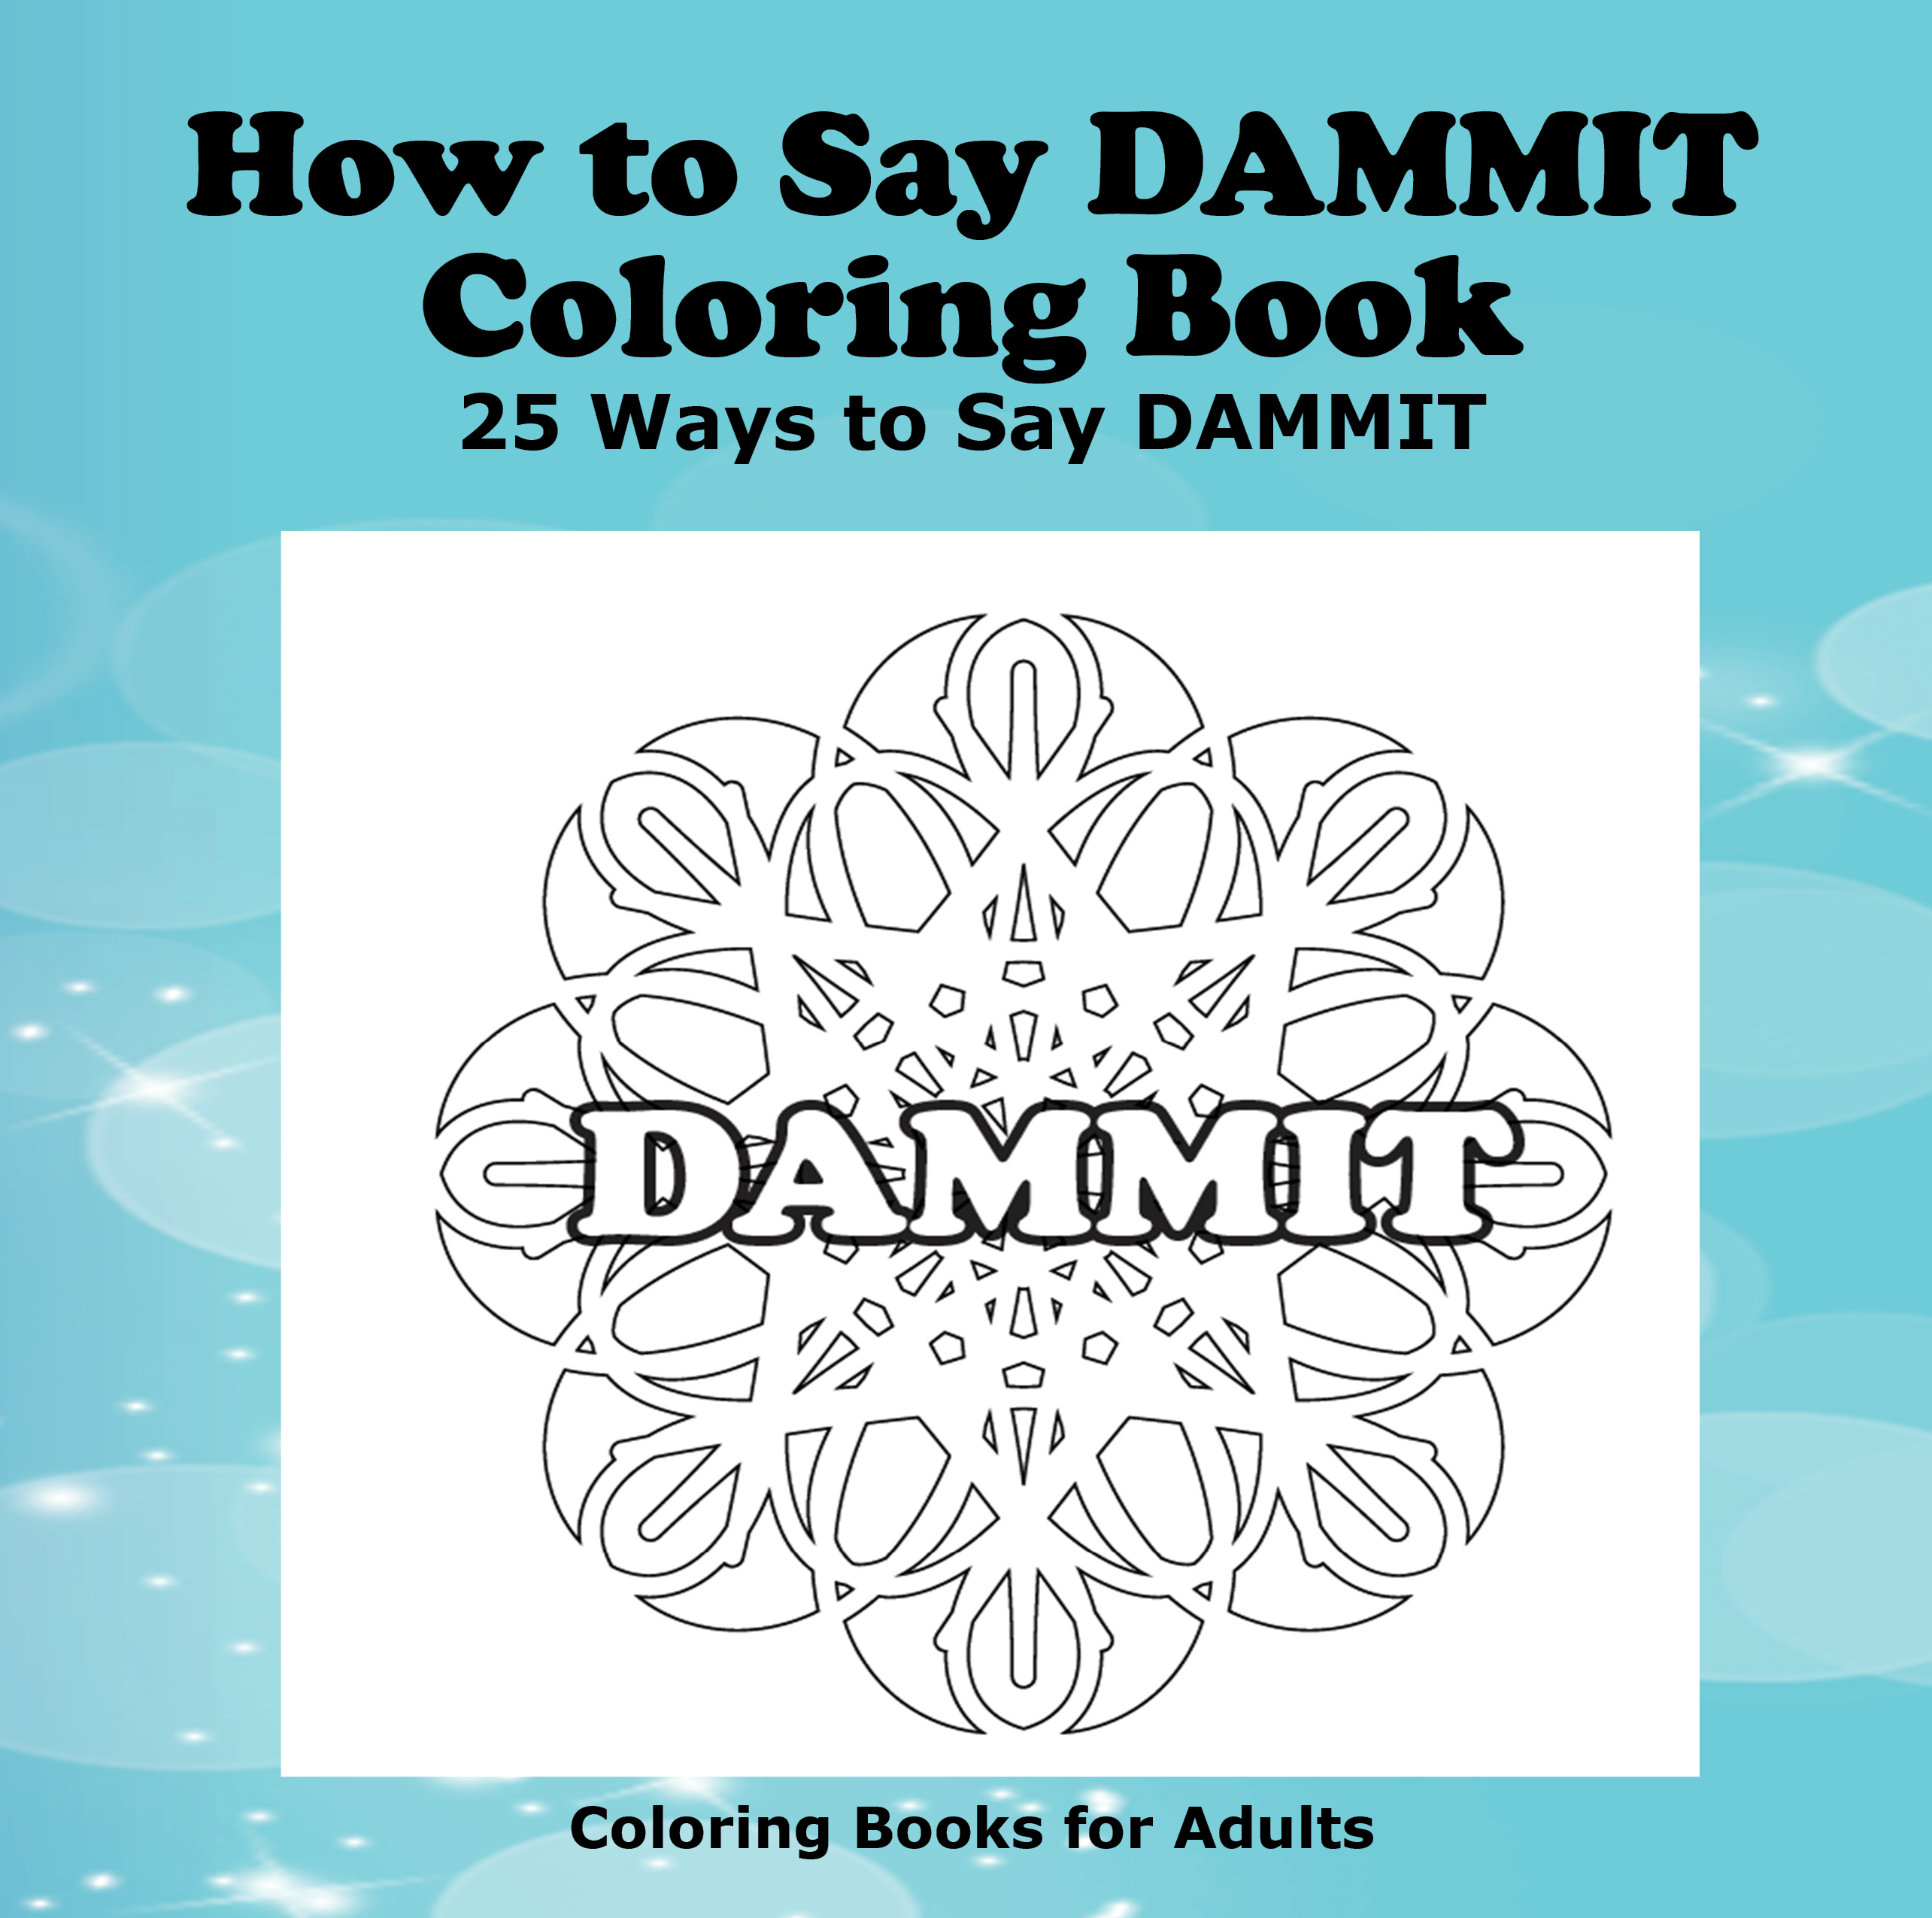 How to Say DAMMIT
Coloring Book
25 Ways to Say DAMMIT
DAMMIT
Coloring Books for Adults